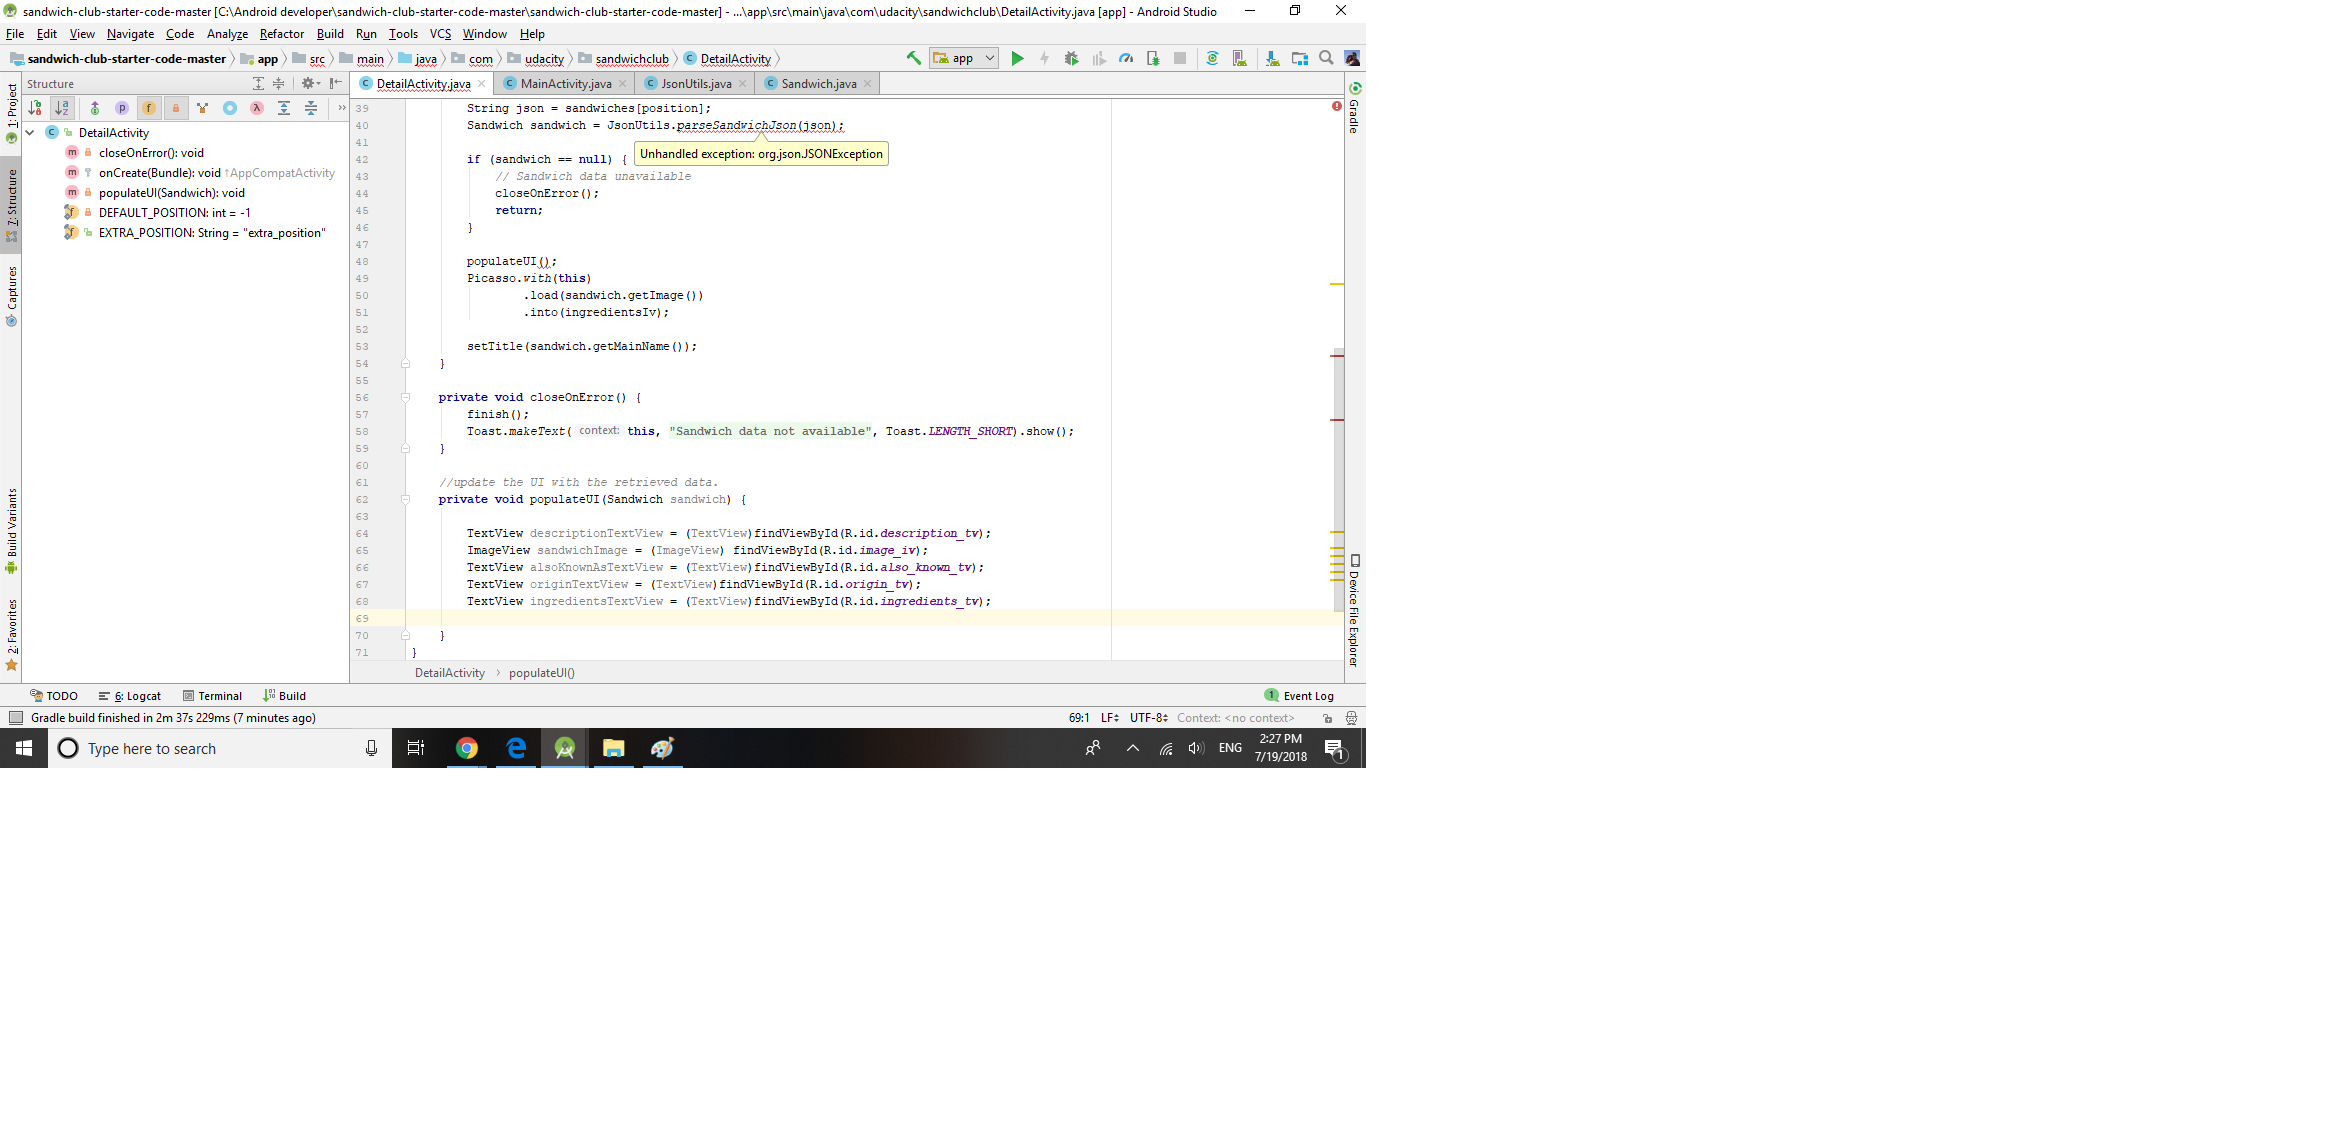 sandwich-club-starter-code-master [C:\Android developer\sandwich-club-starter-code-master\sandwich-club-starter-code-master] - ...\app\src\main\java\com\udacity\sandwichclub\DetailActivity.java [app] - Android Studio
File Edit View Navigate Code Analyze Refactor Build Run Tools VCS Window Help
sandwich-club-starter-code-master app src main java com udacity sandwichclub DetailActivity app
Structure
DetailActivity.java MainActivity.java JsonUtils.java Sandwich.java
1: Project
7: Structure
Captures
Build Variants
2: Favorites
DetailActivity
closeOnError(): void
onCreate(Bundle): void ↑AppCompatActivity
populateUI(Sandwich): void
DEFAULT_POSITION: int = -1
EXTRA_POSITION: String = "extra_position"
39 String json = sandwiches[position];
40 Sandwich sandwich = JsonUtils.parseSandwichJson(json);
41
Unhandled exception: org.json.JSONException
42 if (sandwich == null) {
43 // Sandwich data unavailable
44 closeOnError();
45 return;
46 }
47
48 populateUI();
49 Picasso.with(this)
50 .load(sandwich.getImage())
51 .into(ingredientsIv);
52
53 setTitle(sandwich.getMainName());
54 }
55
56 private void closeOnError() {
57 finish();
58 Toast.makeText( context: this, "Sandwich data not available", Toast.LENGTH_SHORT).show();
59 }
60
61 //update the UI with the retrieved data.
62 private void populateUI(Sandwich sandwich) {
63
64 TextView descriptionTextView = (TextView)findViewById(R.id.description_tv);
65 ImageView sandwichImage = (ImageView) findViewById(R.id.image_iv);
66 TextView alsoKnownAsTextView = (TextView)findViewById(R.id.also_known_tv);
67 TextView originTextView = (TextView)findViewById(R.id.origin_tv);
68 TextView ingredientsTextView = (TextView)findViewById(R.id.ingredients_tv);
69
70 }
71 }
DetailActivity › populateUI()
Gradle
Device File Explorer
TODO 6: Logcat Terminal Build 1 Event Log
Gradle build finished in 2m 37s 229ms (7 minutes ago) 69:1 LF UTF-8 Context: <no context>
Type here to search ENG 2:27 PM
7/19/2018 1